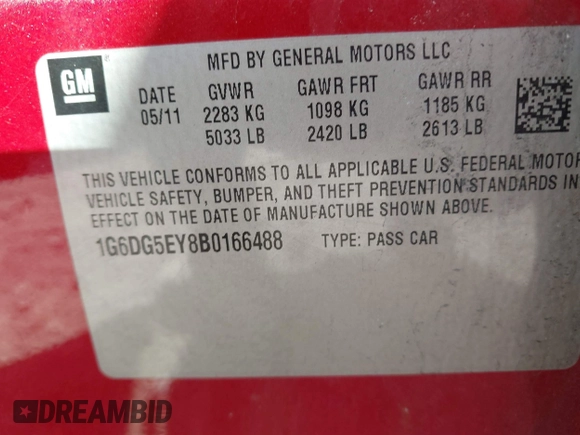 GM
MFD BY GENERAL MOTORS LLC
DATE GVWR GAWR FRT GAWR RR
05/11 2283 KG 1098 KG 1185 KG
5033 LB 2420 LB 2613 LB
THIS VEHICLE CONFORMS TO ALL APPLICABLE U.S. FEDERAL MOTOR
VEHICLE SAFETY, BUMPER, AND THEFT PREVENTION STANDARDS IN
EFFECT ON THE DATE OF MANUFACTURE SHOWN ABOVE.
1G6DG5EY8B0166488 TYPE: PASS CAR
DREAMBID